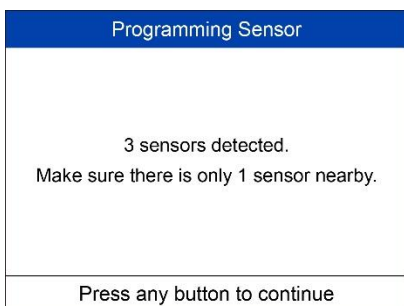 Programming Sensor
3 sensors detected.
Make sure there is only 1 sensor nearby.
Press any button to continue